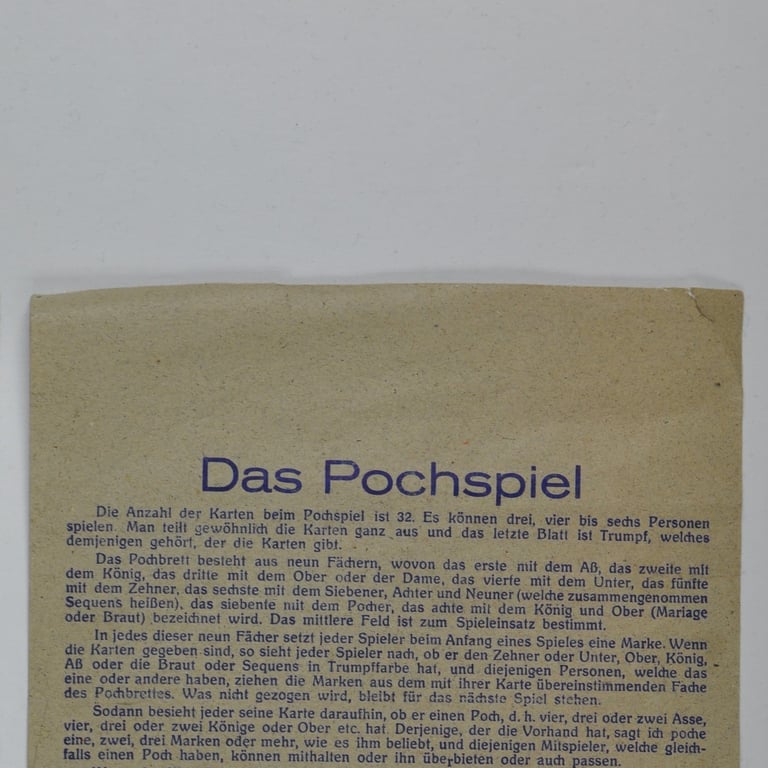 Das Pochspiel
Die Anzahl der Karten beim Pochspiel ist 32. Es können drei, vier bis sechs Personen
spielen. Man teilt gewöhnlich die Karten ganz aus und das letzte Blatt ist Trumpf, welches
demjenigen gehört, der die Karten gibt.
Das Pochbrett besteht aus neun Fächern, wovon das erste mit dem Aß, das zweite mit
dem König, das dritte mit dem Ober oder der Dame, das vierte mit dem Unter, das fünfte
mit dem Zehner, das sechste mit dem Siebener, Achter und Neuner (welche zusammengenommen
Sequens heißen), das siebente mit dem Pocher, das achte mit dem König und Ober (Mariage
oder Braut) bezeichnet wird. Das mittlere Feld ist zum Spieleinsatz bestimmt.
In jedes dieser neun Fächer setzt jeder Spieler beim Anfang eines Spieles eine Marke. Wenn
die Karten gegeben sind, so sieht jeder Spieler nach, ob er den Zehner oder Unter, Ober, König,
Aß oder die Braut oder Sequens in Trumpffarbe hat, und diejenigen Personen, welche das
eine oder andere haben, ziehen die Marken aus dem mit ihrer Karte übereinstimmenden Fache
des Pochbrettes. Was nicht gezogen wird, bleibt für das nächste Spiel stehen.
Sodann besieht jeder seine Karte daraufhin, ob er einen Poch, d. h. vier, drei oder zwei Asse,
vier, drei oder zwei Könige oder Ober etc. hat. Derjenige, der die Vorhand hat, sagt ich poche
eine, zwei, drei Marken oder mehr, wie es ihm beliebt, und diejenigen Mitspieler, welche gleich-
falls einen Poch haben, können mithalten oder ihn überbieten oder auch passen.